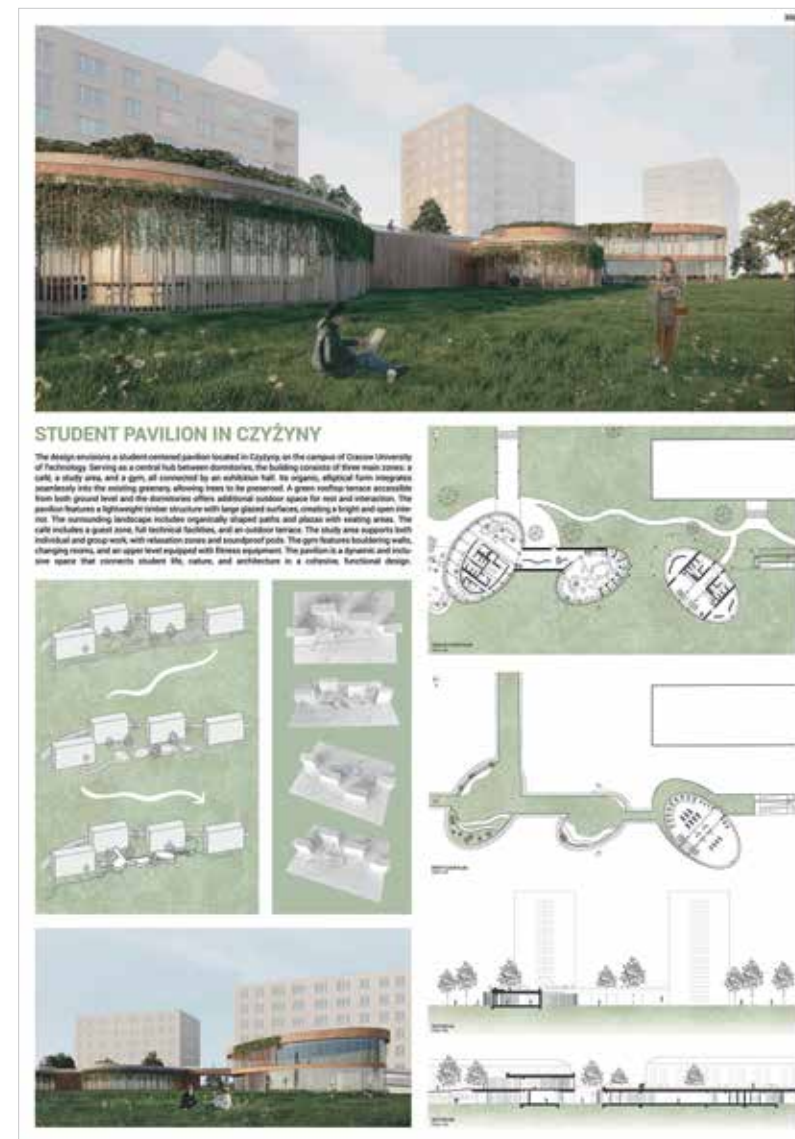 STUDENT PAVILION IN CZYŻYNY
The design envisions a student-centered pavilion located in Czyżyny, on the campus of Cracow University
of Technology. Serving as a central hub between dormitories, the building consists of three main zones: a
café, a study area, and a gym, all connected by an exhibition hall. Its organic, elliptical form integrates
seamlessly into the existing greenery, allowing trees to be preserved. A green rooftop terrace accessible
from both ground level and the dormitories offers additional outdoor space for rest and interaction. The
pavilion features a lightweight timber structure with large glazed surfaces, creating a bright and open inte-
rior. The surrounding landscape includes organically shaped paths and plazas with seating areas. The
café includes a guest zone, full technical facilities, and an outdoor terrace. The study area supports both
individual and group work, with relaxation zones and soundproof pods. The gym features bouldering walls,
changing rooms, and an upper level equipped with fitness equipment. The pavilion is a dynamic and inclu-
sive space that connects student life, nature, and architecture in a cohesive, functional design.